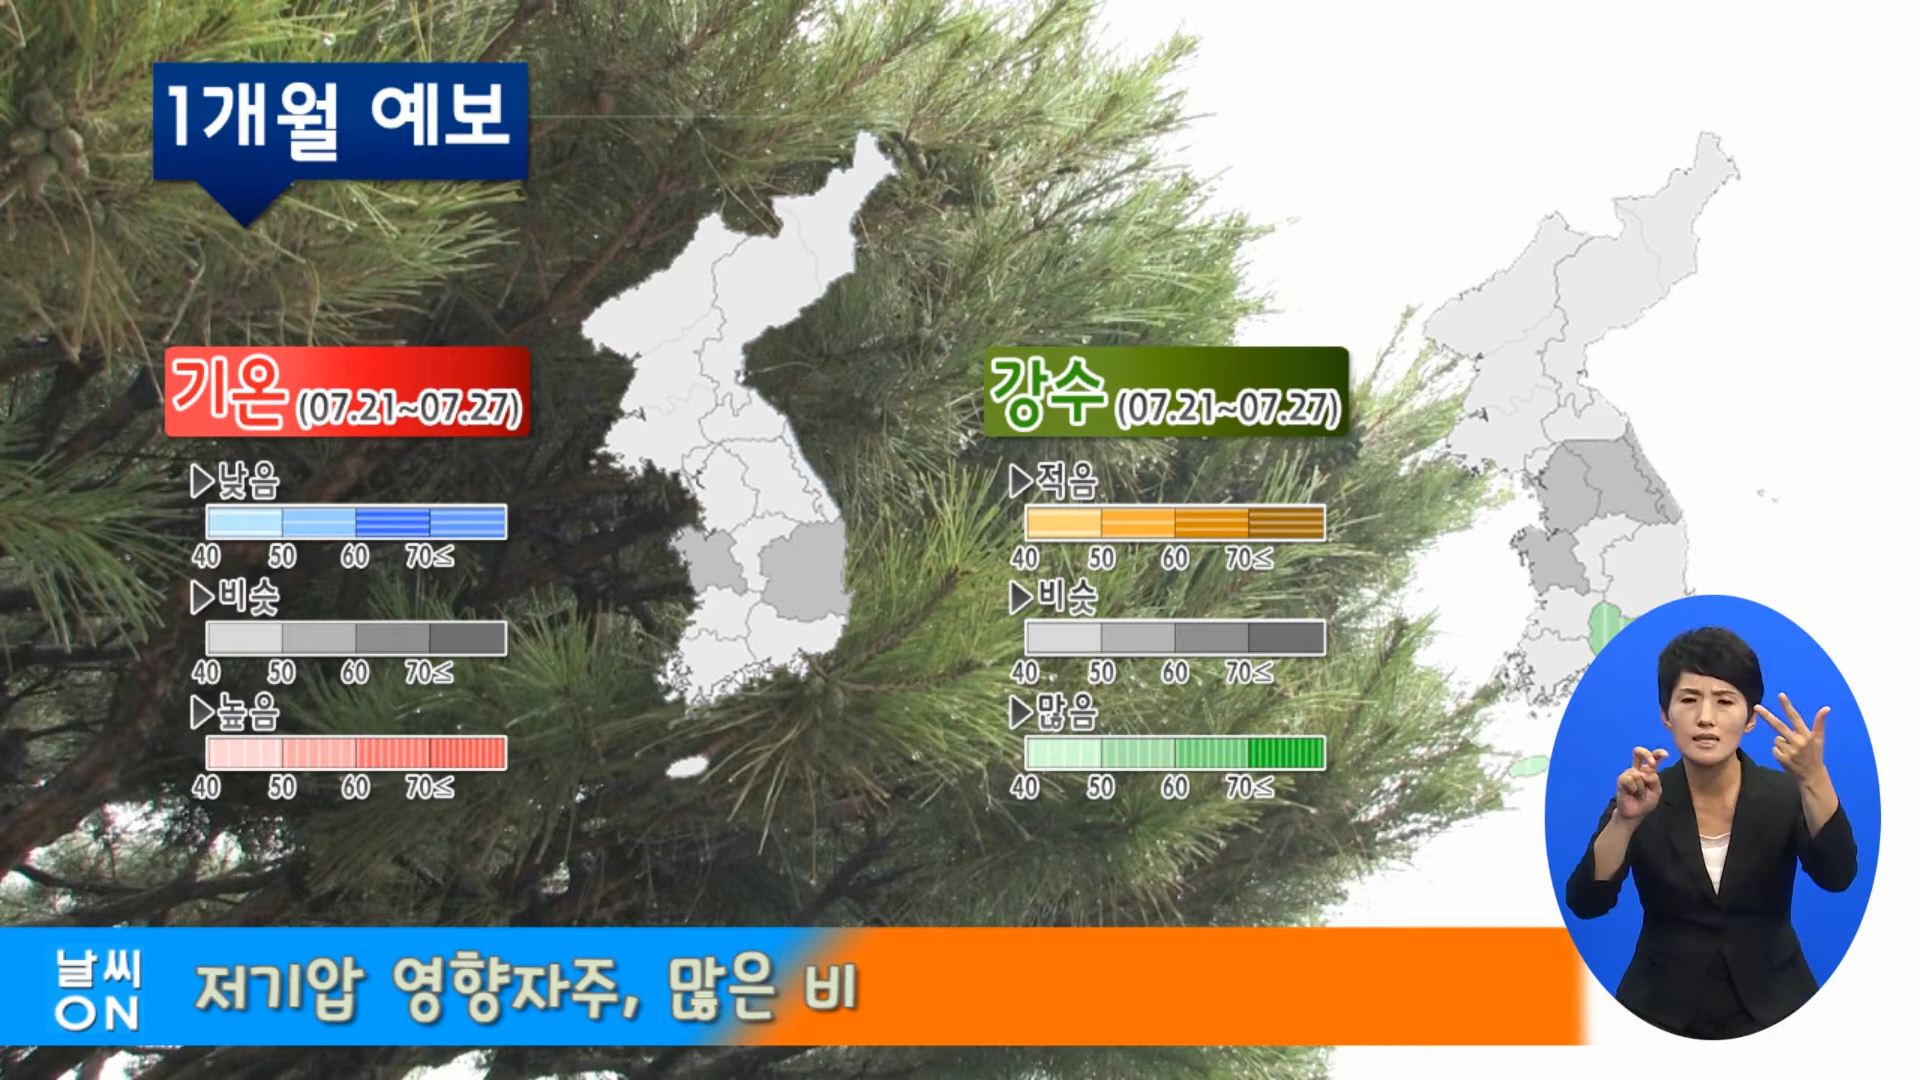 1개월 예보
기온 (07.21~07.27)
▶낮음
40 50 60 70≤
▶비슷
40 50 60 70≤
▶높음
40 50 60 70≤
강수 (07.21~07.27)
▶적음
40 50 60 70≤
▶비슷
40 50 60 70≤
▶많음
40 50 60 70≤
날씨
ON
저기압 영향자주, 많은 비